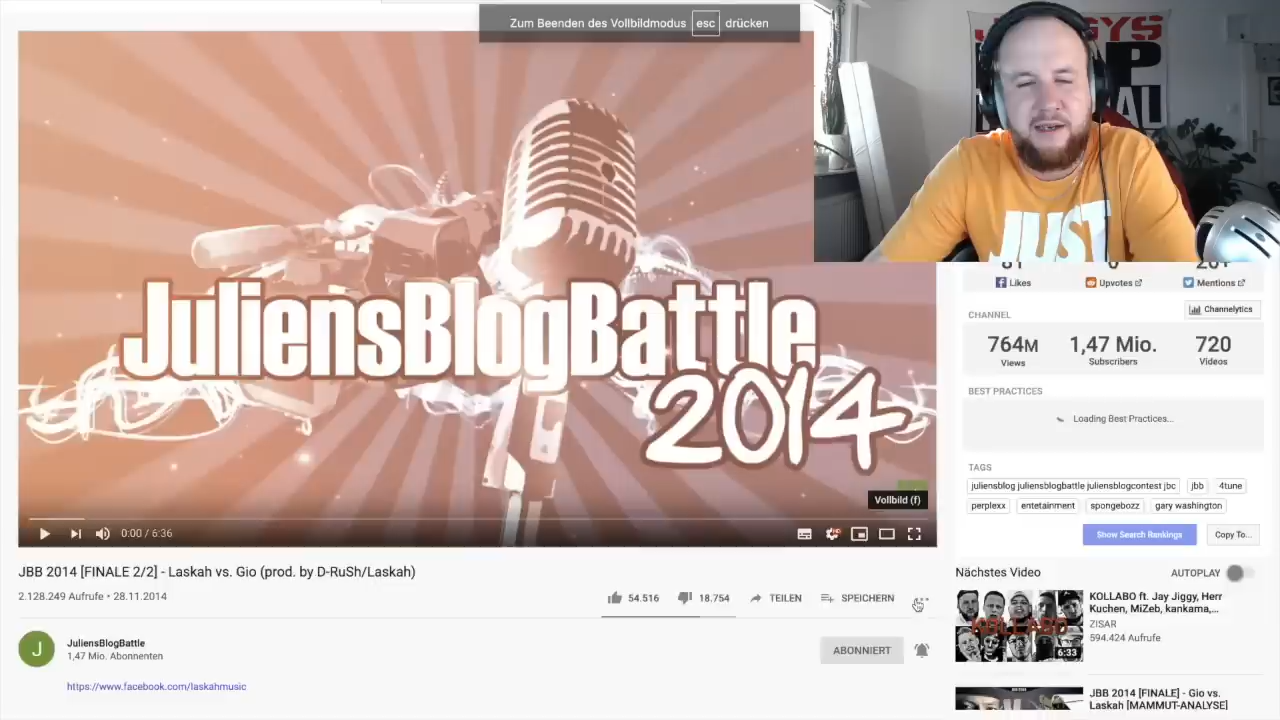 Zum Beenden des Vollbildmodus esc drücken
JuliensBlogBattle
2014
JUST
Vollbild (f)
0:00 / 6:36
JBB 2014 [FINALE 2/2] - Laskah vs. Gio (prod. by D-RuSh/Laskah)
2.128.249 Aufrufe • 28.11.2014
54.516
18.754
TEILEN
SPEICHERN
J
JuliensBlogBattle
1,47 Mio. Abonnenten
ABONNIERT
https://www.facebook.com/laskahmusic
Likes
Upvotes
Mentions
CHANNEL
Channelytics
764M
1,47 Mio.
720
Views
Subscribers
Videos
BEST PRACTICES
Loading Best Practices...
TAGS
juliensblog juliensblogbattle juliensblogcontest jbc
jbb
4tune
perplexx
entetainment
spongebozz
gary washington
Show Search Rankings
Copy To...
Nächstes Video
AUTOPLAY
KOLLABO ft. Jay Jiggy, Herr
Kuchen, MiZeb, kankama,...
ZISAR
594.424 Aufrufe
KOLLABO
6:33
JBB 2014 [FINALE] - Gio vs.
Laskah [MAMMUT-ANALYSE]